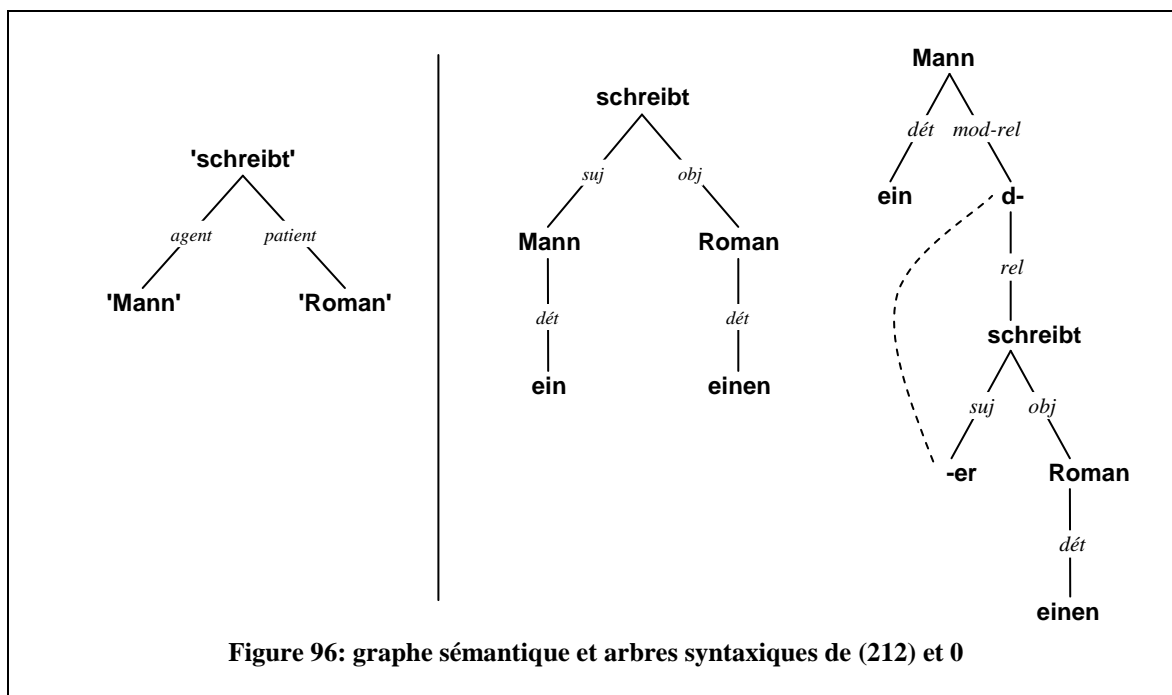 'schreibt'
agent patient
'Mann' 'Roman'
schreibt
suj obj
Mann Roman
dét dét
ein einen
Mann
dét mod-rel
ein d-
rel
schreibt
suj obj
-er Roman
dét
einen
Figure 96: graphe sémantique et arbres syntaxiques de (212) et 0